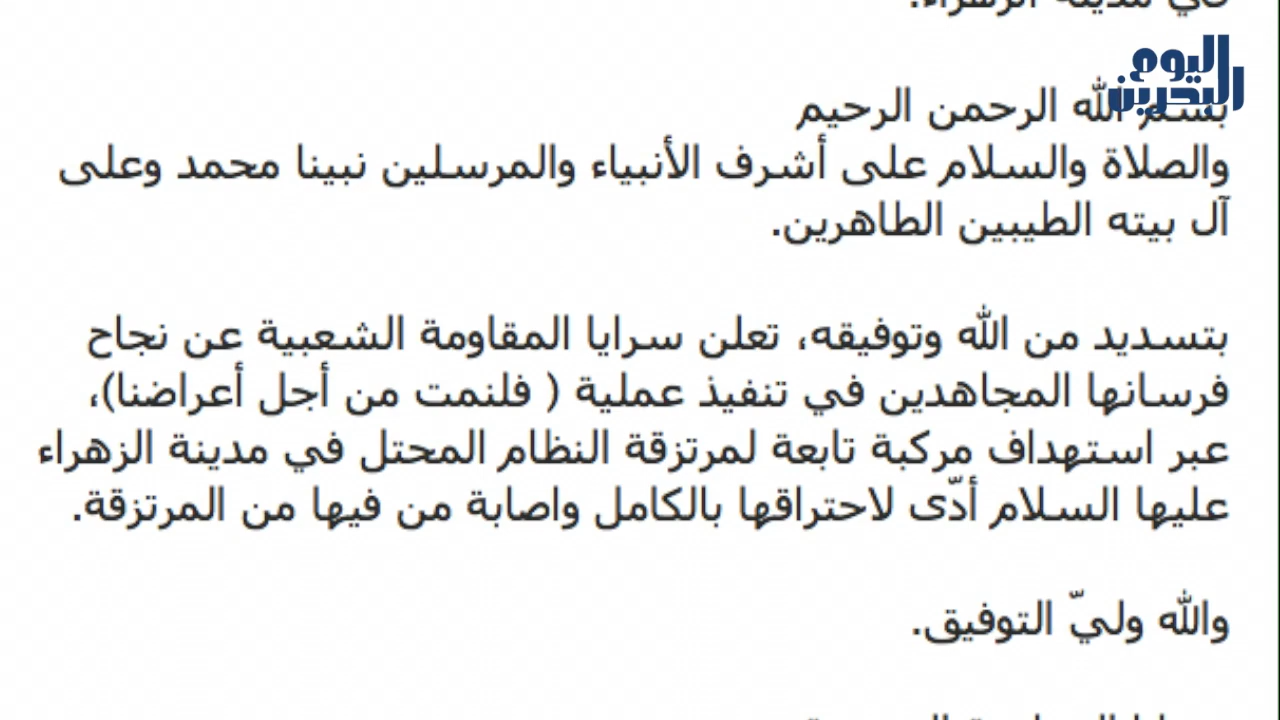 في مدينة الزهراء.
اليوم
البحرين
بسم الله الرحمن الرحيم
والصلاة والسلام على أشرف الأنبياء والمرسلين نبينا محمد وعلى
آل بيته الطيبين الطاهرين.
بتسديد من الله وتوفيقه، تعلن سرايا المقاومة الشعبية عن نجاح
فرسانها المجاهدين في تنفيذ عملية ( فلنمت من أجل أعراضنا)،
عبر استهداف مركبة تابعة لمرتزقة النظام المحتل في مدينة الزهراء
عليها السلام أدّى لاحتراقها بالكامل واصابة من فيها من المرتزقة.
والله وليّ التوفيق.